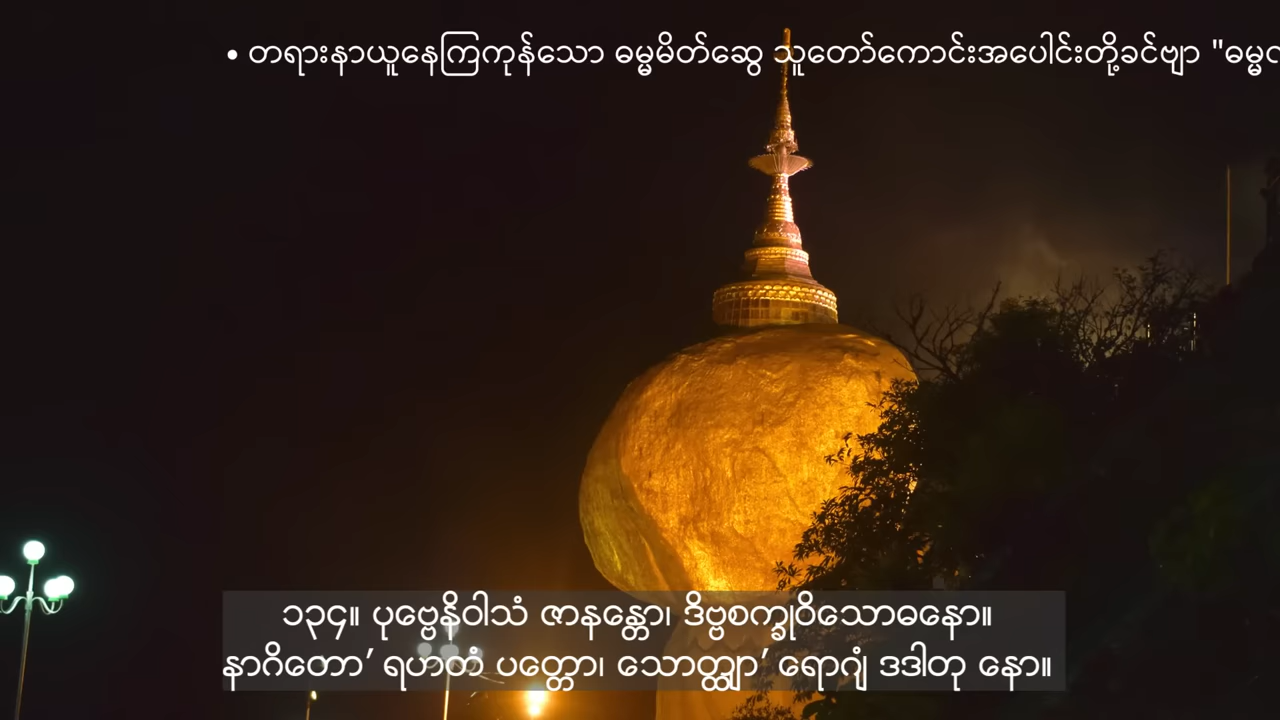 • တရားနာယူနေကြကုန်သော ဓမ္မမိတ်ဆွေ သူတော်ကောင်းအပေါင်းတို့ခင်ဗျာ
၁၃၄။ ပုဗ္ဗေနိဝါသံ ဇာနန္တော၊ ဒိဗ္ဗစက္ခုဝိသောဓနော။
နာဂိတော’ ရဟတံ ပတ္တော၊ သောတ္ထျာ’ ရောဂျံ ဒဒါတု နော။